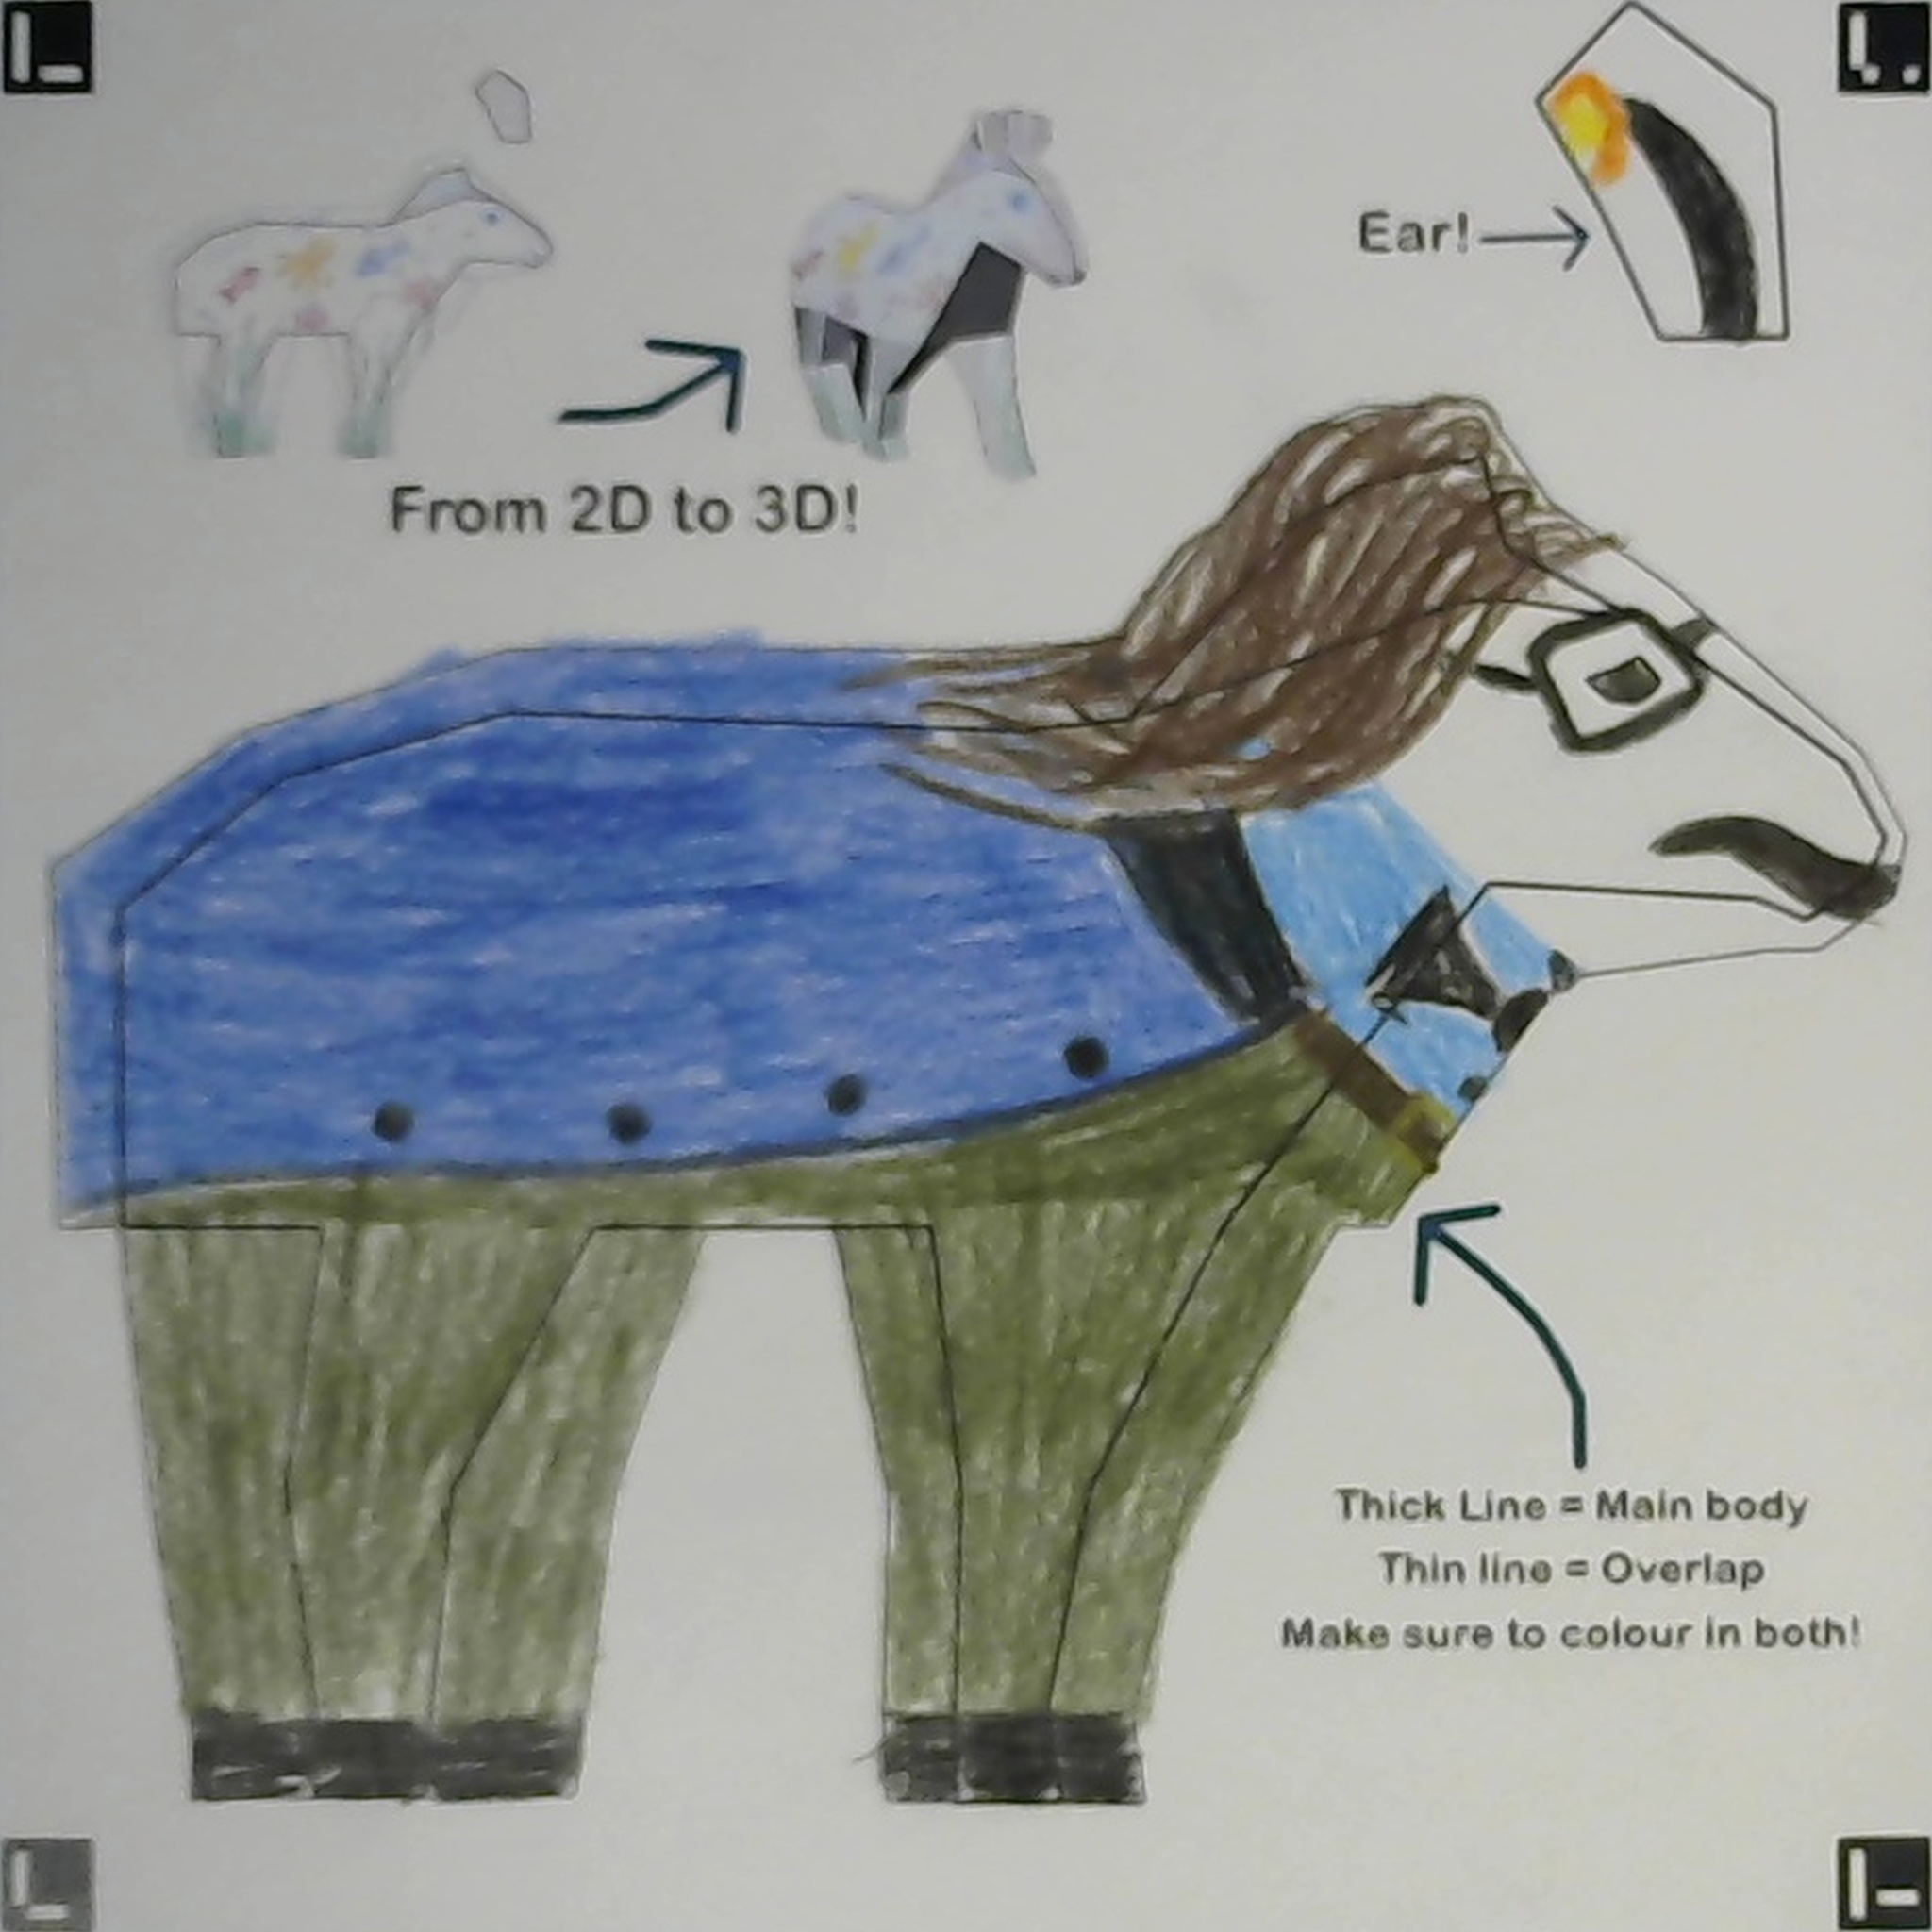 Ear!
From 2D to 3D!
Thick Line = Main body
Thin line = Overlap
Make sure to colour in both!